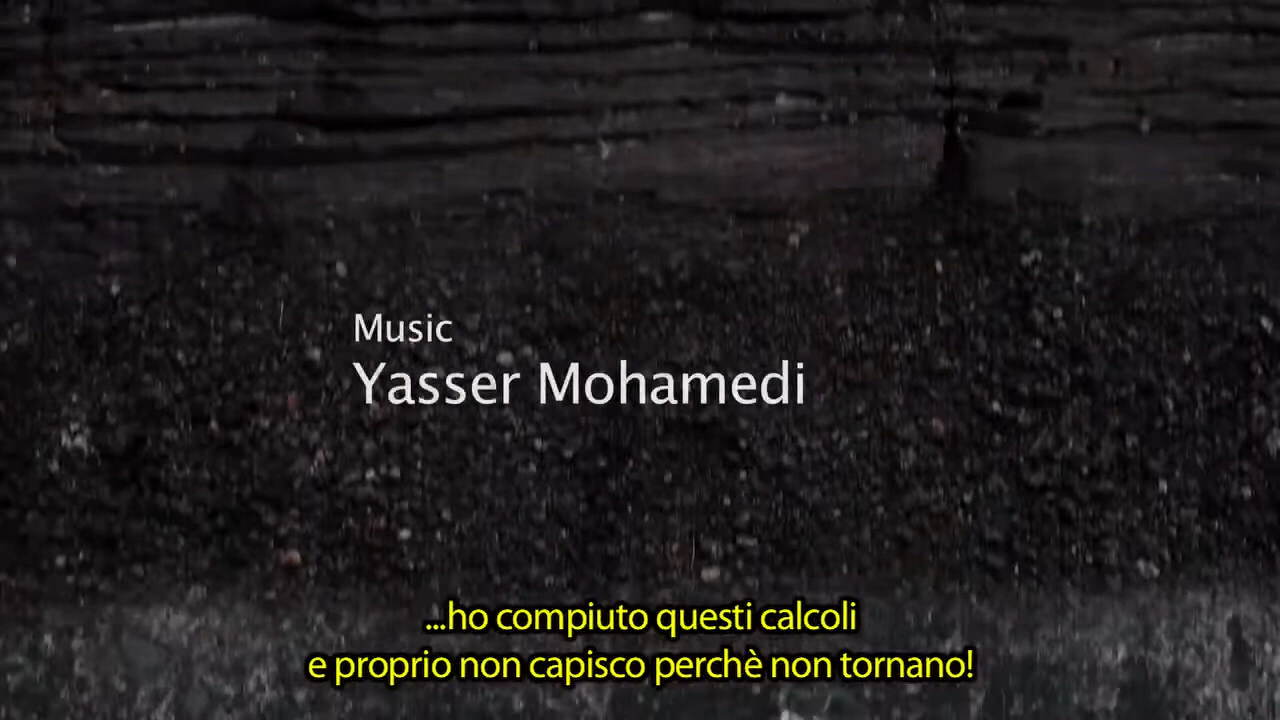 Music
Yasser Mohamedi
...ho compiuto questi calcoli
e proprio non capisco perchè non tornano!